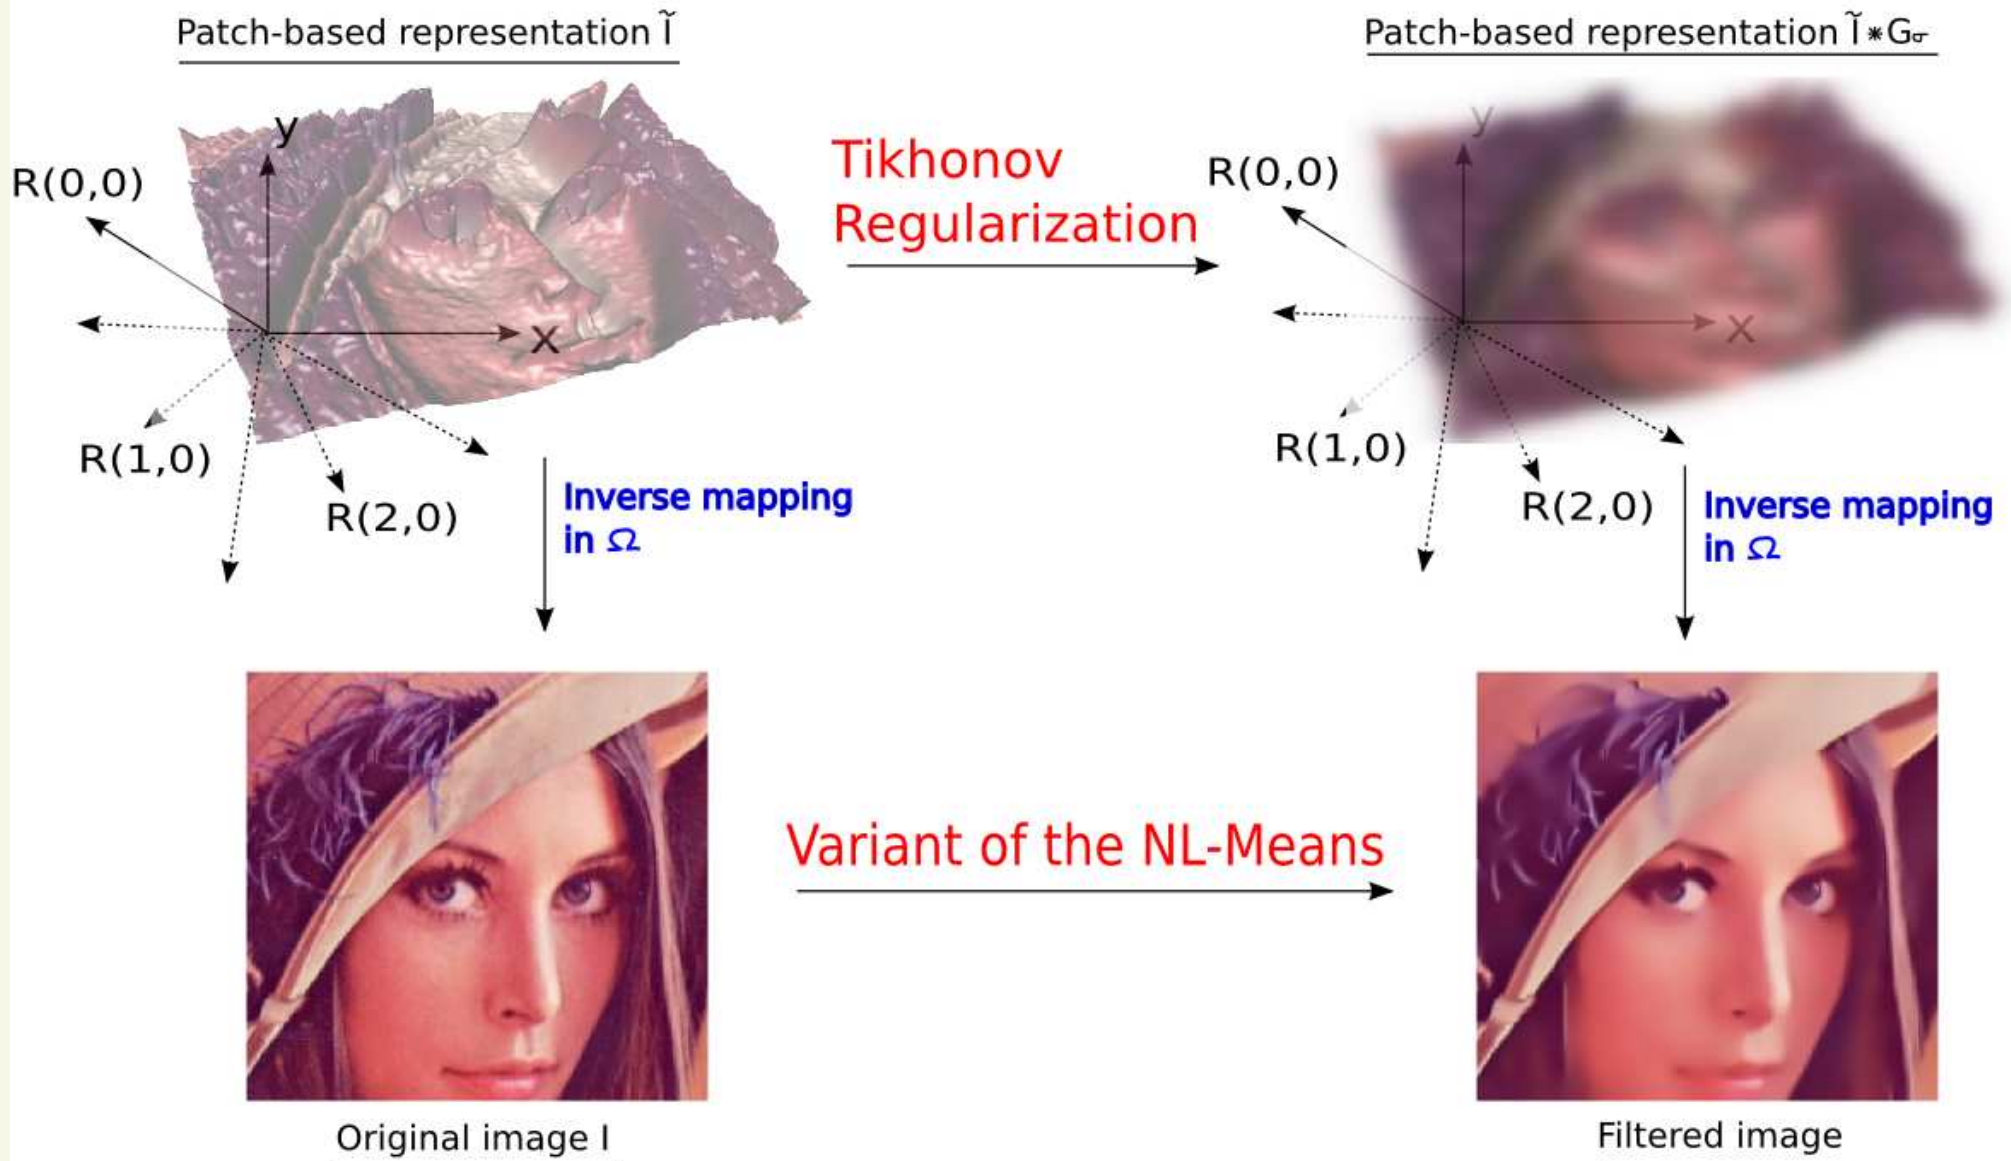 Patch-based representation Ĩ
Patch-based representation Ĩ*Gσ
y
R(0,0)
x
R(1,0)
R(2,0)
Tikhonov
Regularization
y
R(0,0)
x
R(1,0)
R(2,0)
Inverse mapping
in Ω
Inverse mapping
in Ω
Variant of the NL-Means
Original image I
Filtered image